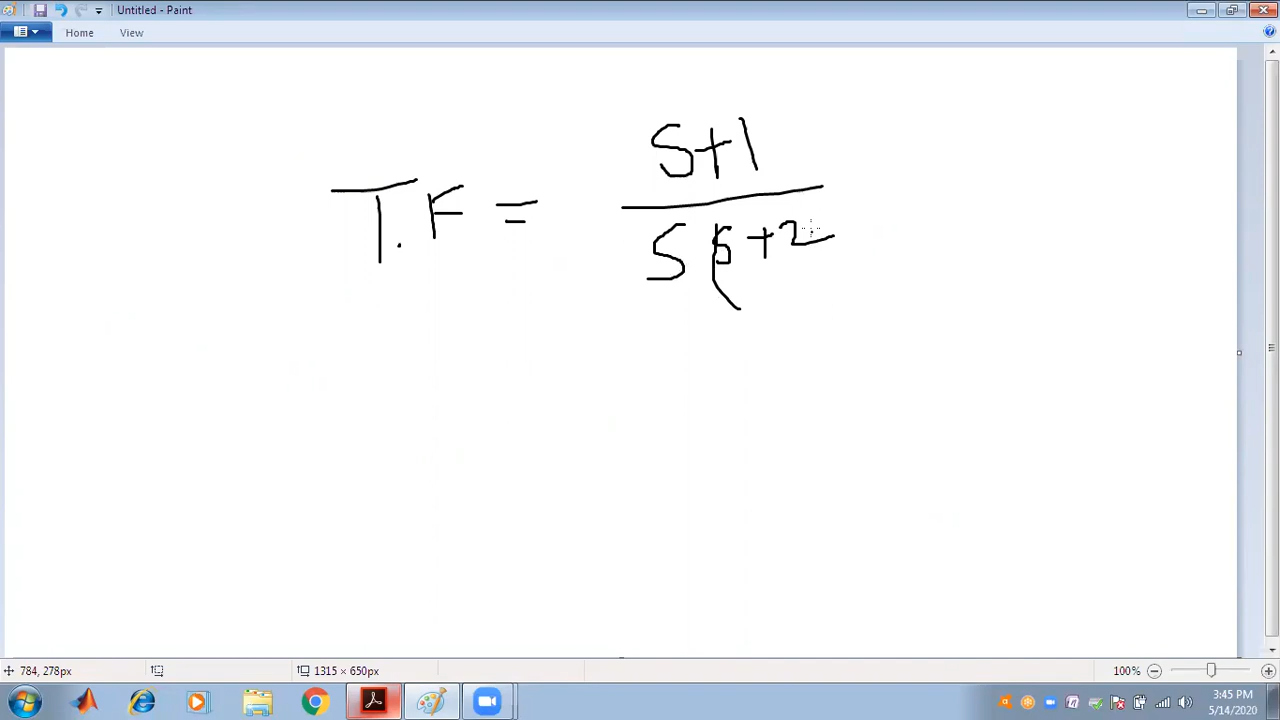 Untitled - Paint
Home View
T.F = S+1
S(S+2
784, 278px
1315 × 650px
100%
3:45 PM
5/14/2020